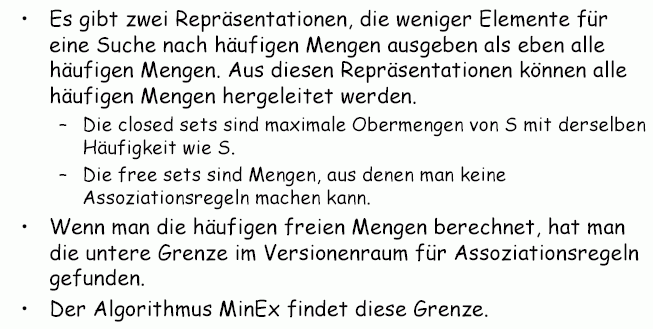 • Es gibt zwei Repräsentationen, die weniger Elemente für
eine Suche nach häufigen Mengen ausgeben als eben alle
häufigen Mengen. Aus diesen Repräsentationen können alle
häufigen Mengen hergeleitet werden.
– Die closed sets sind maximale Obermengen von S mit derselben
Häufigkeit wie S.
– Die free sets sind Mengen, aus denen man keine
Assoziationsregeln machen kann.
• Wenn man die häufigen freien Mengen berechnet, hat man
die untere Grenze im Versionenraum für Assoziationsregeln
gefunden.
• Der Algorithmus MinEx findet diese Grenze.